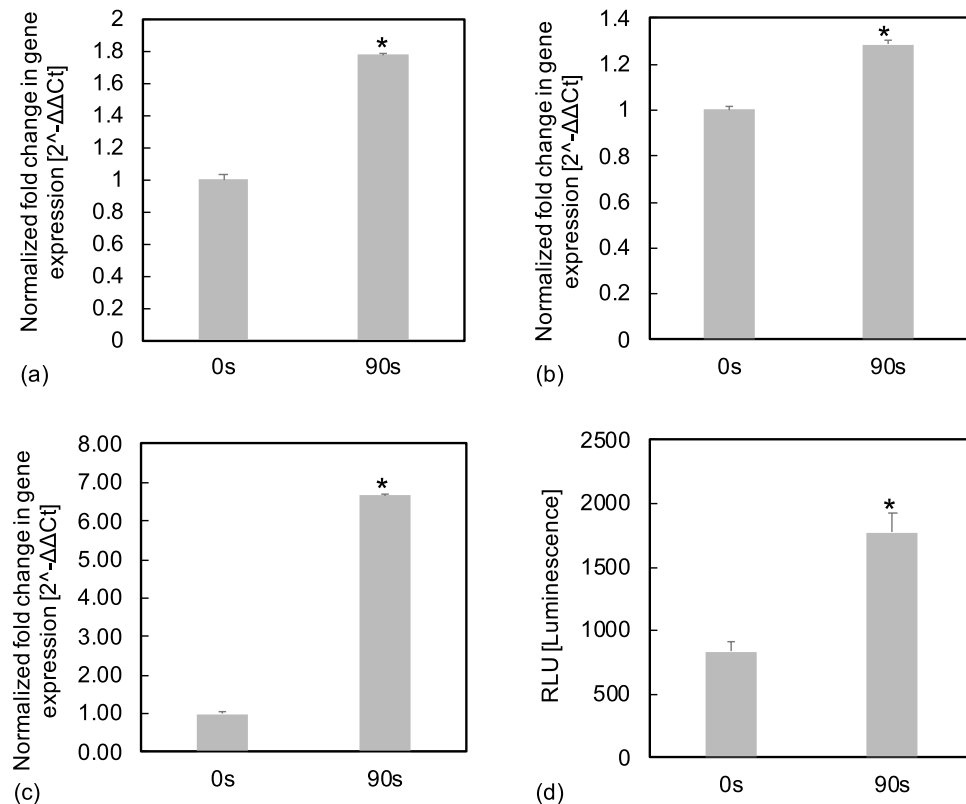 Normalized fold change in gene
expression [2^-ΔΔCt]
2
1.8
1.6
1.4
1.2
1
0.8
0.6
0.4
0.2
0
*
0s
90s
(a)
Normalized fold change in gene
expression [2^-ΔΔCt]
1.4
1.2
1
0.8
0.6
0.4
0.2
0
*
0s
90s
(b)
Normalized fold change in gene
expression [2^-ΔΔCt]
8.00
7.00
6.00
5.00
4.00
3.00
2.00
1.00
0.00
*
0s
90s
(c)
RLU [Luminescence]
2500
2000
1500
1000
500
0
*
0s
90s
(d)